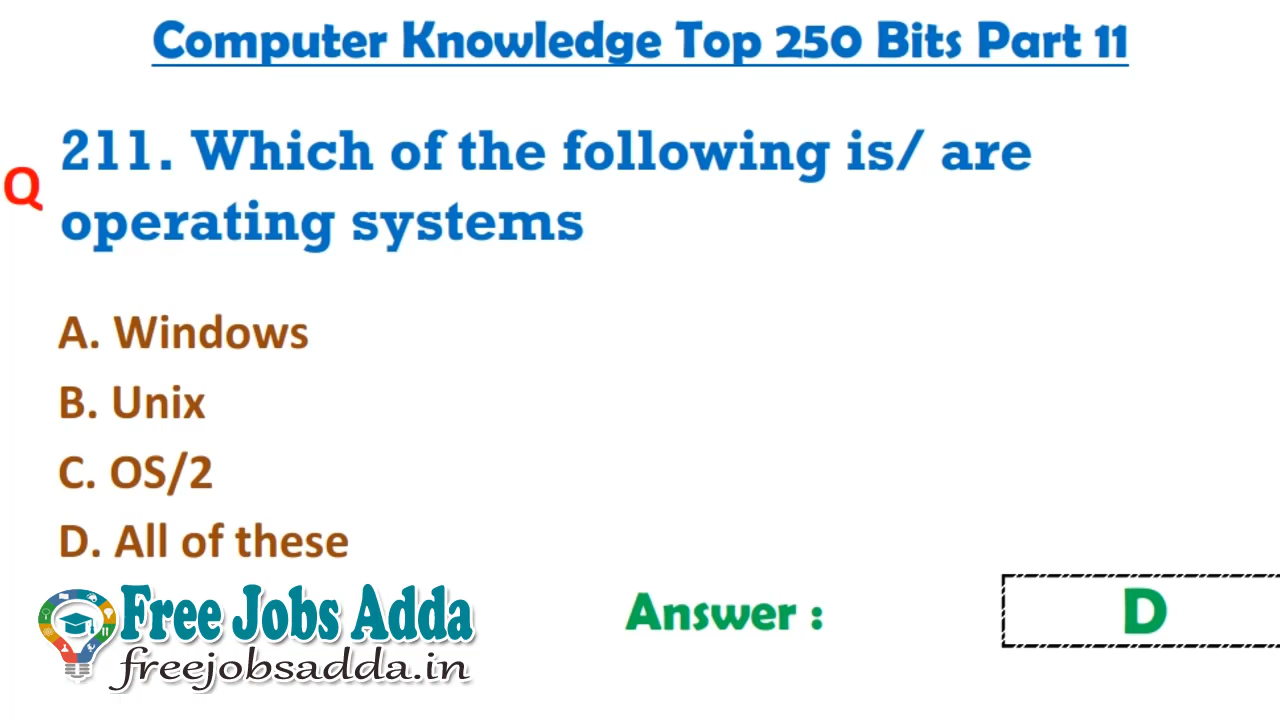 Computer Knowledge Top 250 Bits Part 11
Q
211. Which of the following is/ are
operating systems
A. Windows
B. Unix
C. OS/2
D. All of these
Free Jobs Adda
freejobsadda.in
Answer :
D